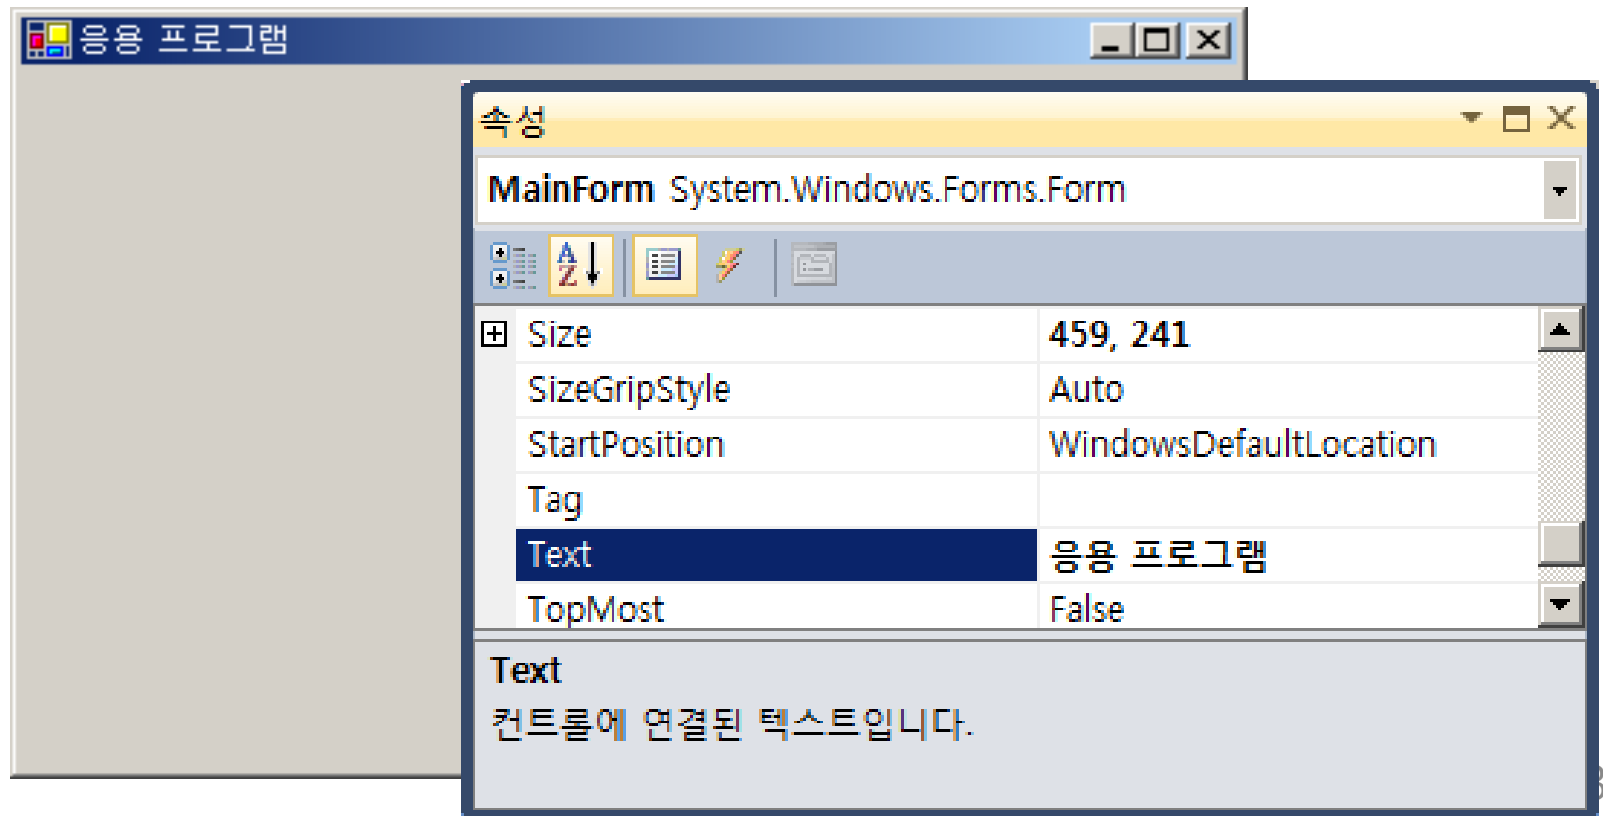 응용 프로그램
속성
MainForm System.Windows.Forms.Form
Size 459, 241
SizeGripStyle Auto
StartPosition WindowsDefaultLocation
Tag
Text 응용 프로그램
TopMost False
Text
컨트롤에 연결된 텍스트입니다.